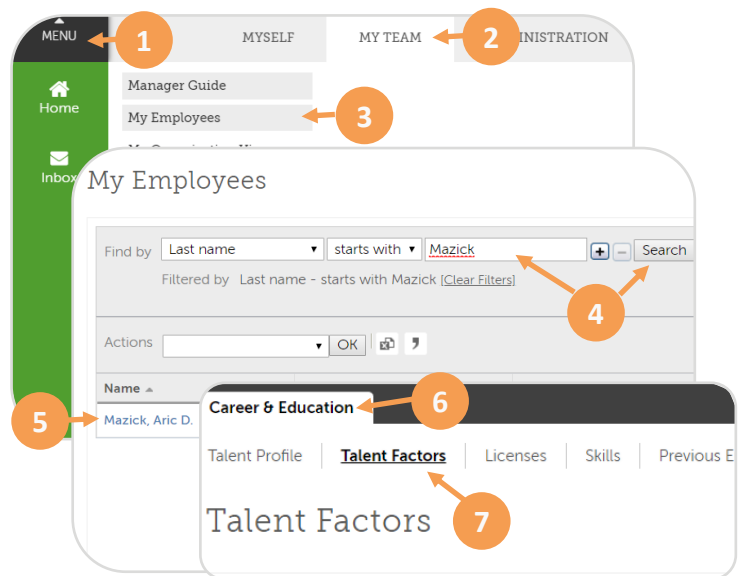 MENU 1 MYSELF MY TEAM 2 INISTRATION
Home
Manager Guide
My Employees 3
Inbox
My Employees
Find by Last name starts with Mazick + - Search
Filtered by Last name - starts with Mazick [Clear Filters]
4
Actions OK
Name
5 Mazick, Aric D.
Career & Education 6
Talent Profile Talent Factors Licenses Skills Previous E
Talent Factors 7